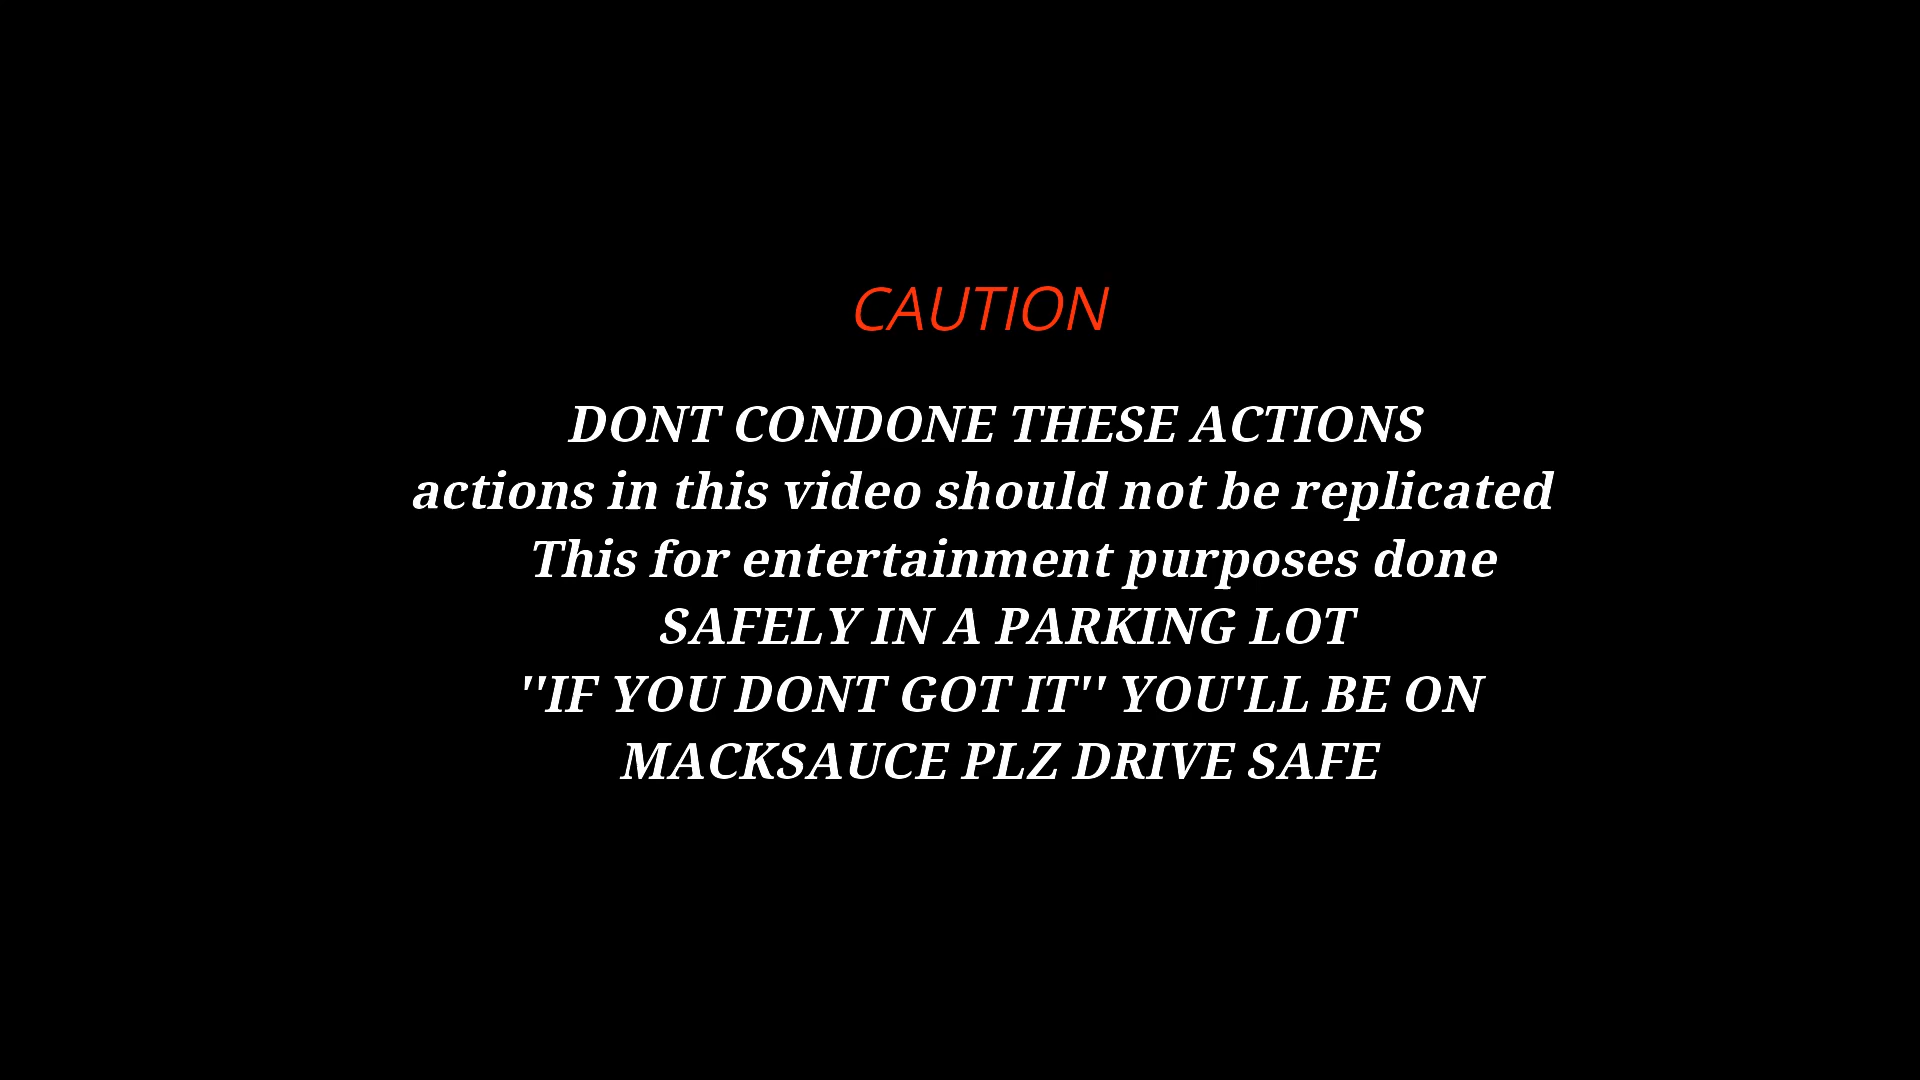 CAUTION
DONT CONDONE THESE ACTIONS
actions in this video should not be replicated
This for entertainment purposes done
SAFELY IN A PARKING LOT
"IF YOU DONT GOT IT" YOU'LL BE ON
MACKSAUCE PLZ DRIVE SAFE